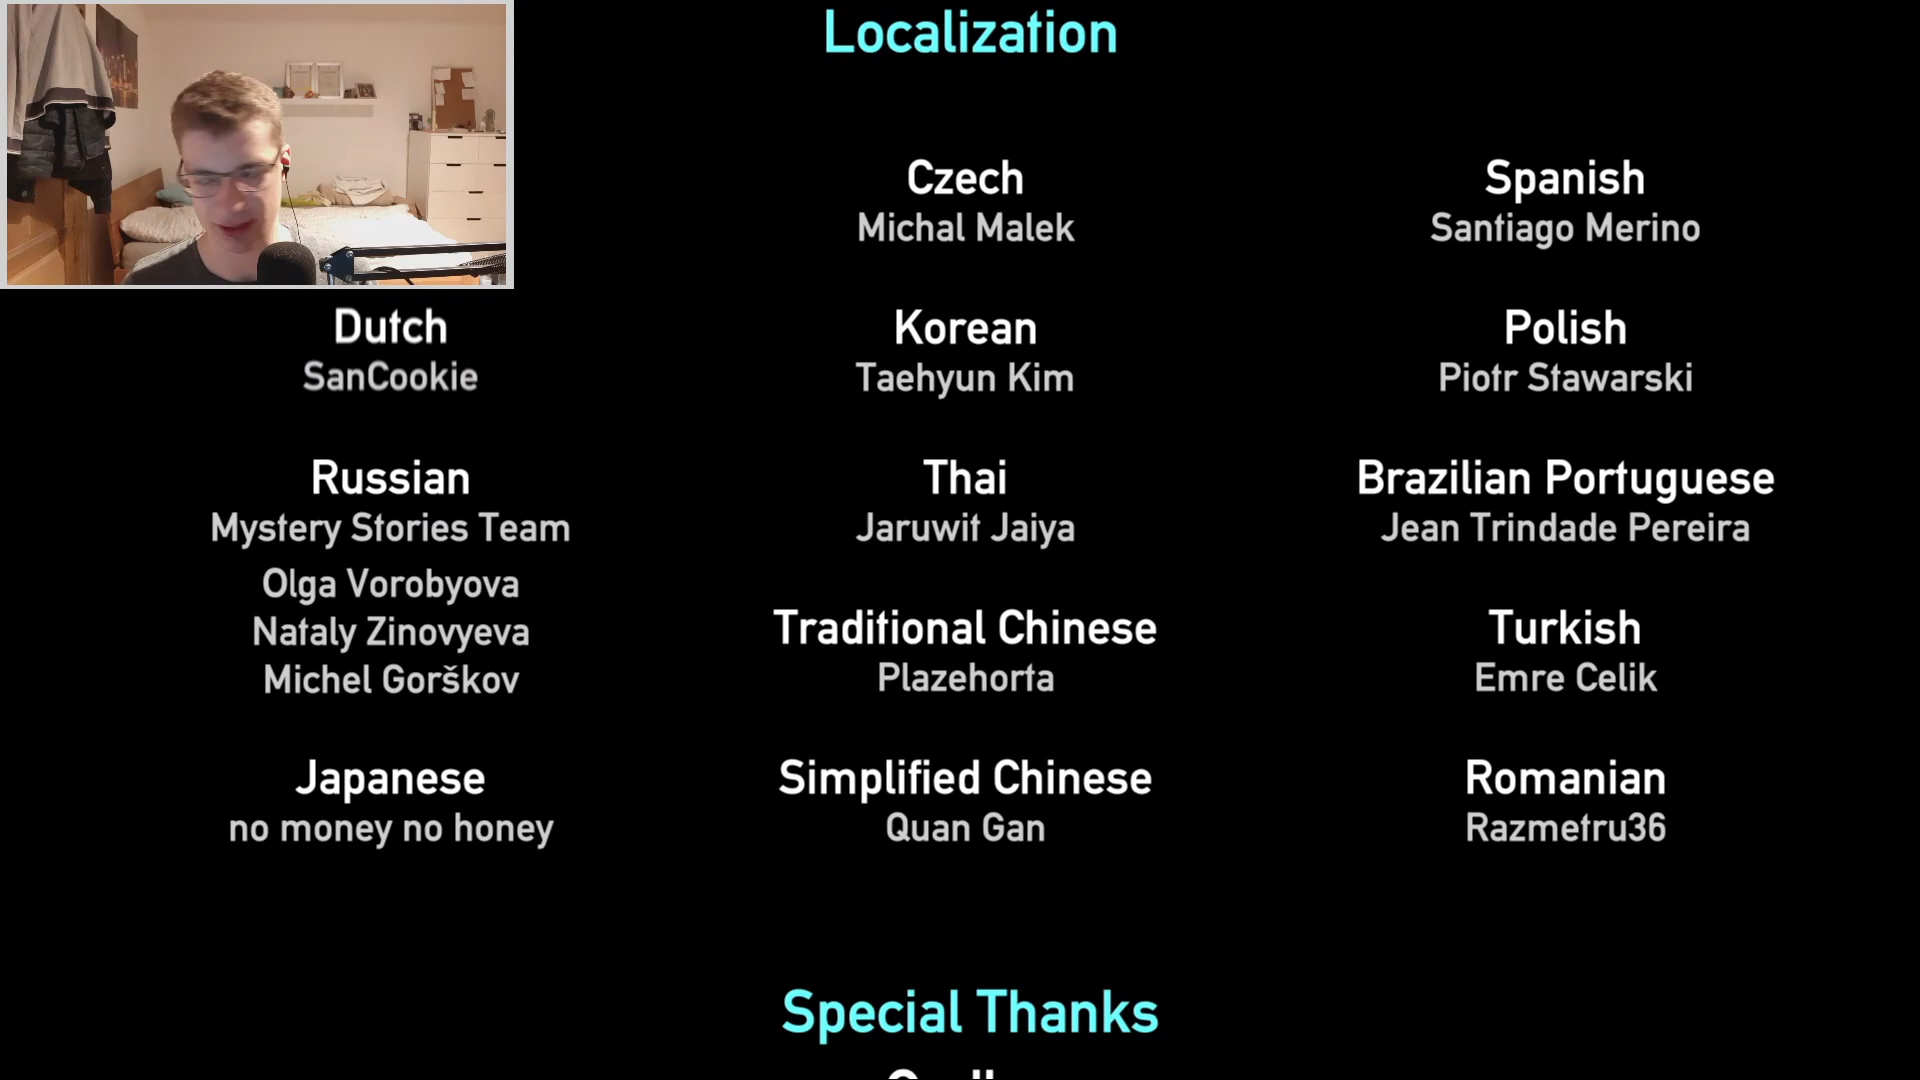 Localization
Czech
Michal Malek
Spanish
Santiago Merino
Dutch
SanCookie
Korean
Taehyun Kim
Polish
Piotr Stawarski
Russian
Mystery Stories Team
Olga Vorobyova
Nataly Zinovyeva
Michel Gorškov
Thai
Jaruwit Jaiya
Brazilian Portuguese
Jean Trindade Pereira
Traditional Chinese
Plazehorta
Turkish
Emre Celik
Japanese
no money no honey
Simplified Chinese
Quan Gan
Romanian
Razmetru36
Special Thanks